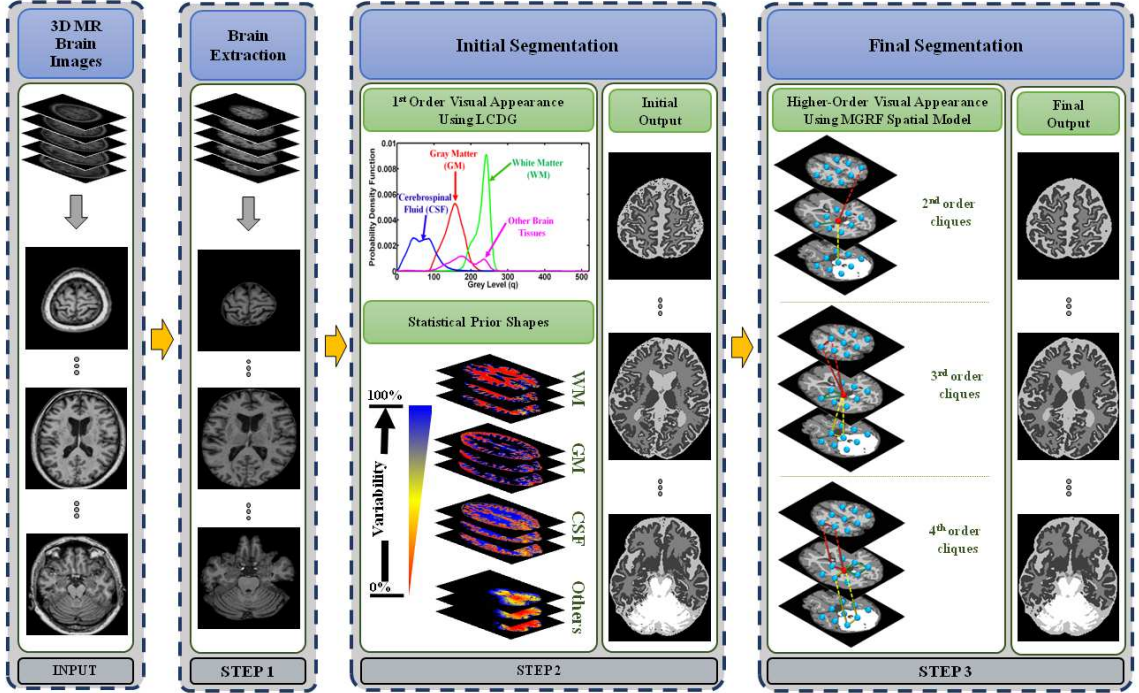 3D MR
Brain
Images
INPUT
Brain
Extraction
STEP 1
Initial Segmentation
1st Order Visual Appearance
Using LCDG
Probability Density Function
0.01
0.008
0.006
0.004
0.002
0
0 100 200 300 400 500
Grey Level (q)
Gray Matter
(GM)
White Matter
(WM)
Cerebrospinal
Fluid (CSF)
Other Brain
Tissues
Statistical Prior Shapes
100%
Variability
0%
WM
GM
CSF
Others
Initial
Output
STEP 2
Final Segmentation
Higher-Order Visual Appearance
Using MGRF Spatial Model
2nd order
cliques
3rd order
cliques
4th order
cliques
Final
Output
STEP 3